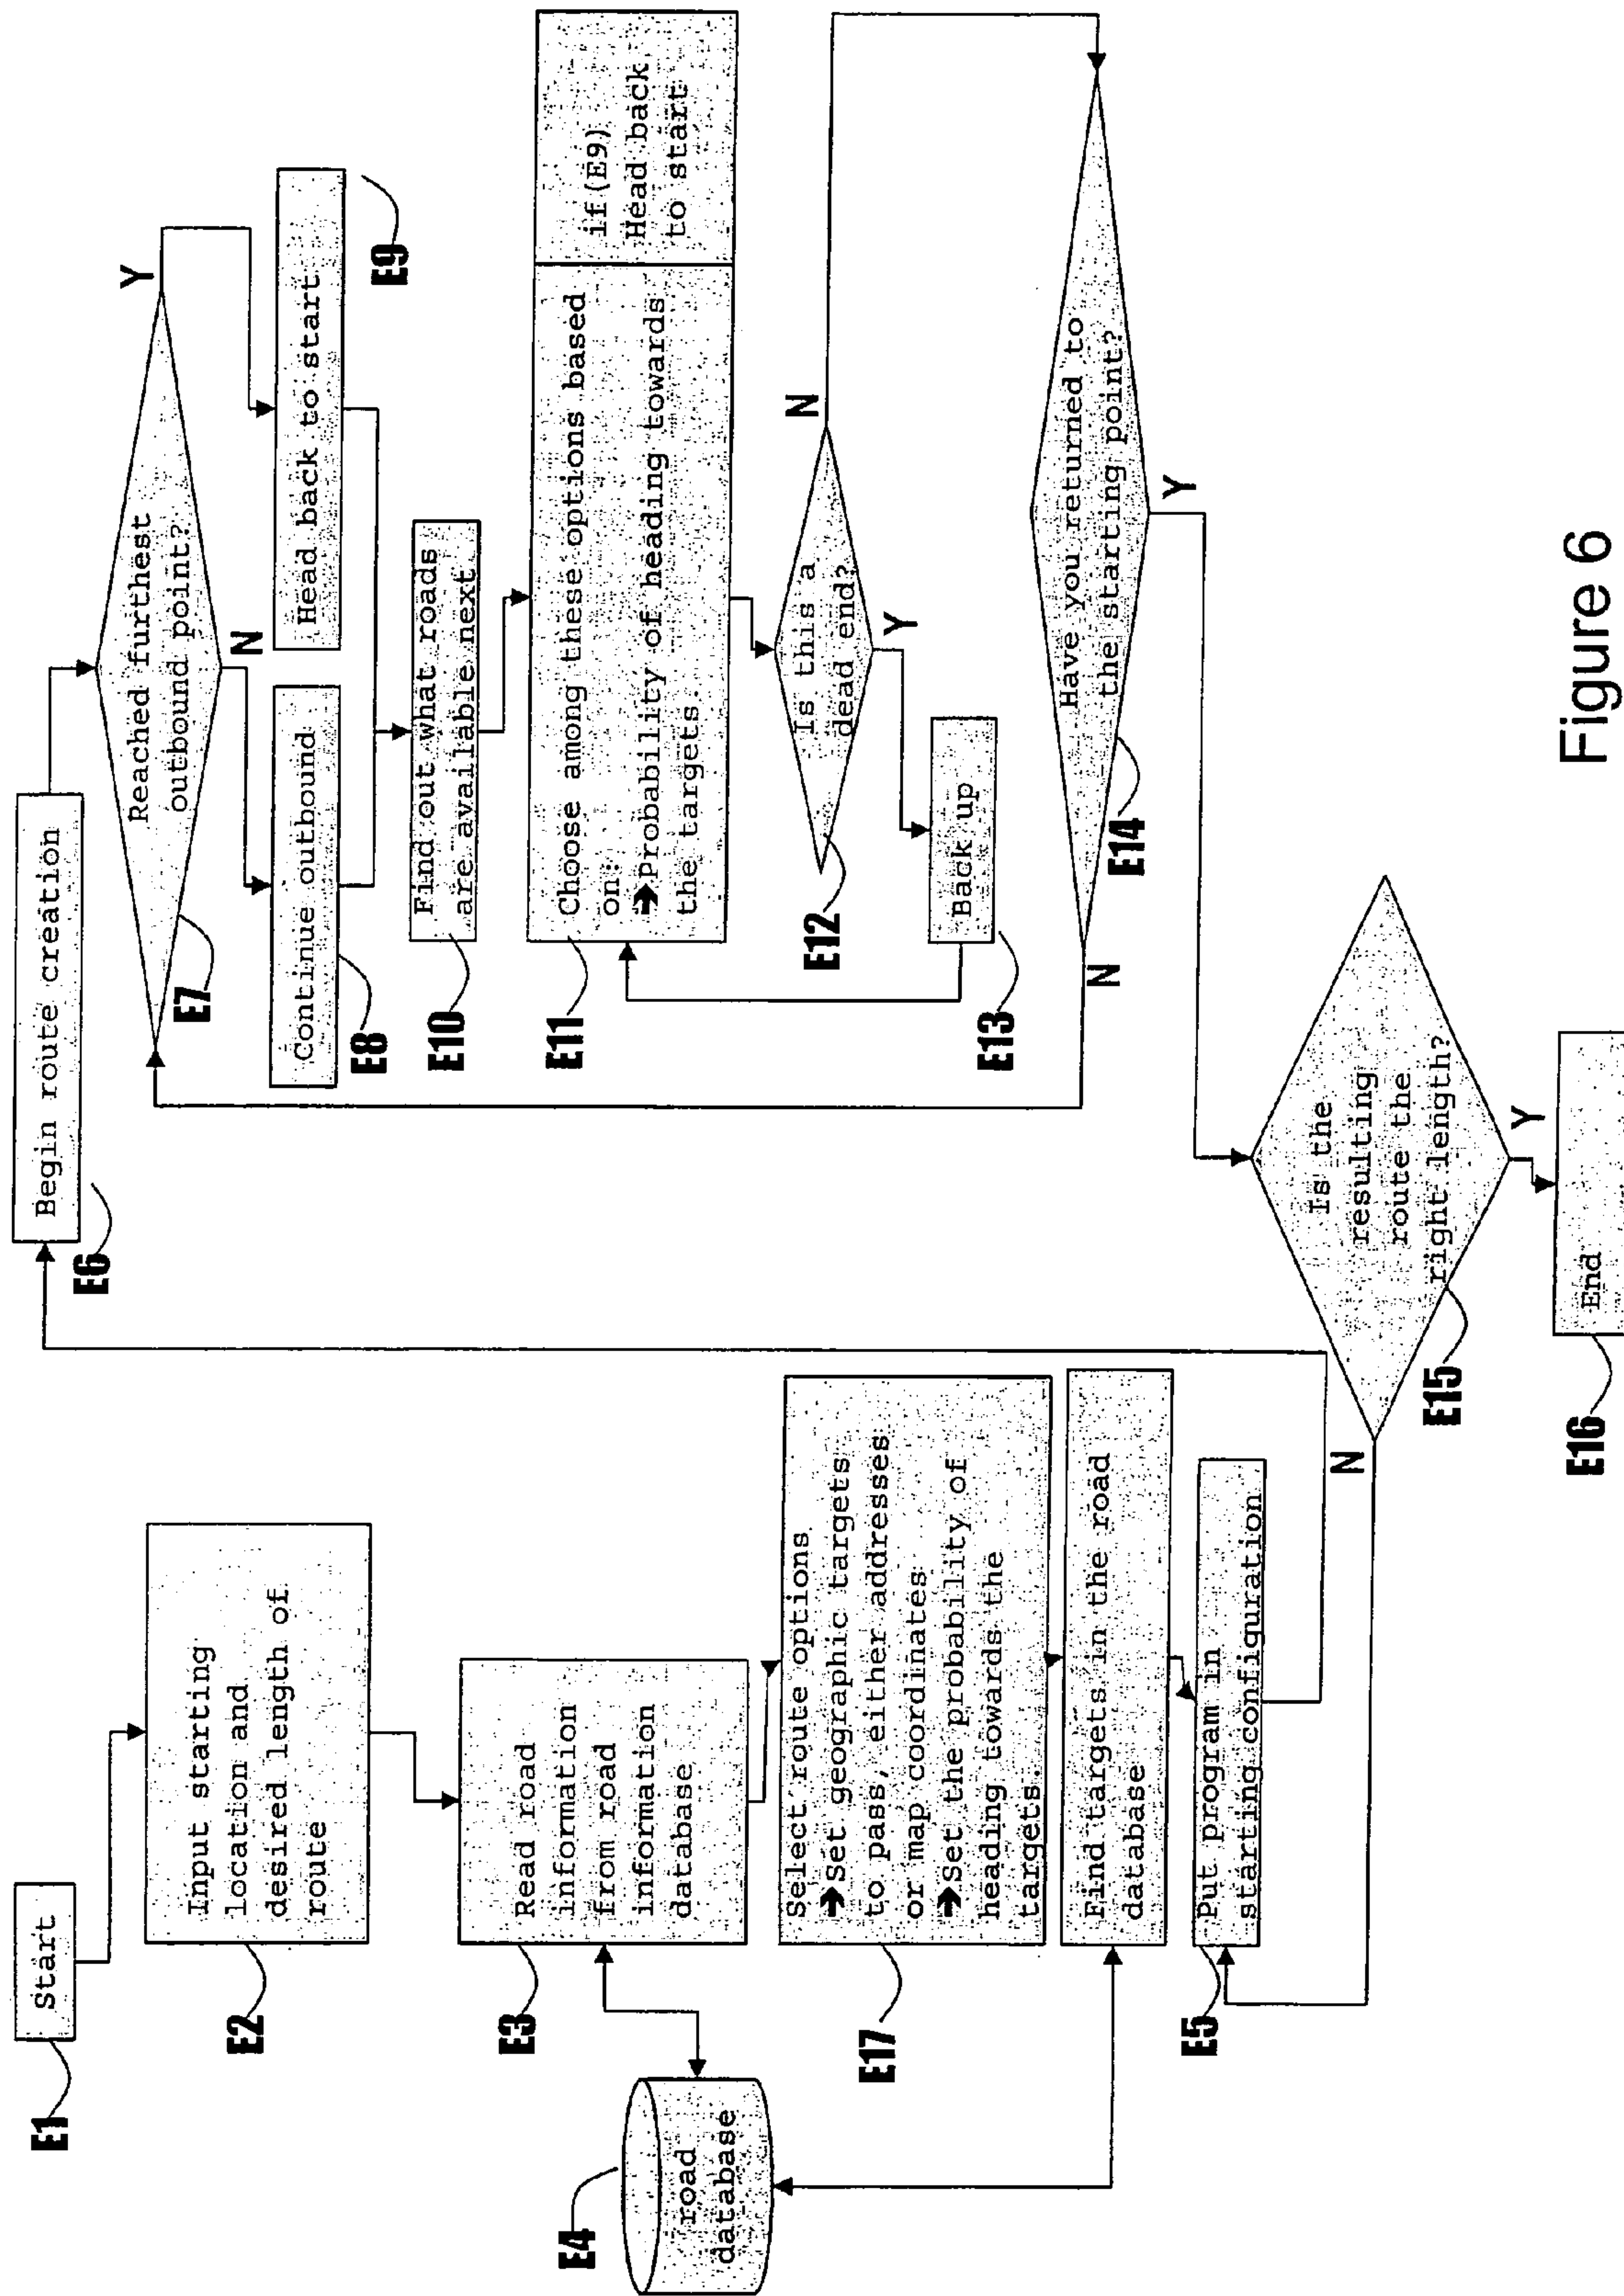 E1
start
E2
Input starting
location and
desired length of
route
E3
Read road
information
from road
information
database
E4
road
database
E17
Select route options
➔Set geographic targets
to pass, either addresses
or map coordinates
➔Set the probability of
heading towards the
targets.
Find targets in the road
database
E5
Put program in
starting configuration
E6
Begin route creation
E7
Reached furthest
outbound point?
Y
N
E8
Continue outbound
Head back to start
E9
E10
Find out what roads
are available next
E11
Choose among these options based
on:
➔Probability of heading towards
the targets.
if(E9)
Head back
to start
E12
Is this a
dead end?
N
Y
E13
Back up
E14
Have you returned to
the starting point?
N
Y
E15
Is the
resulting
route the
right length?
N
Y
E16
End
Figure 6